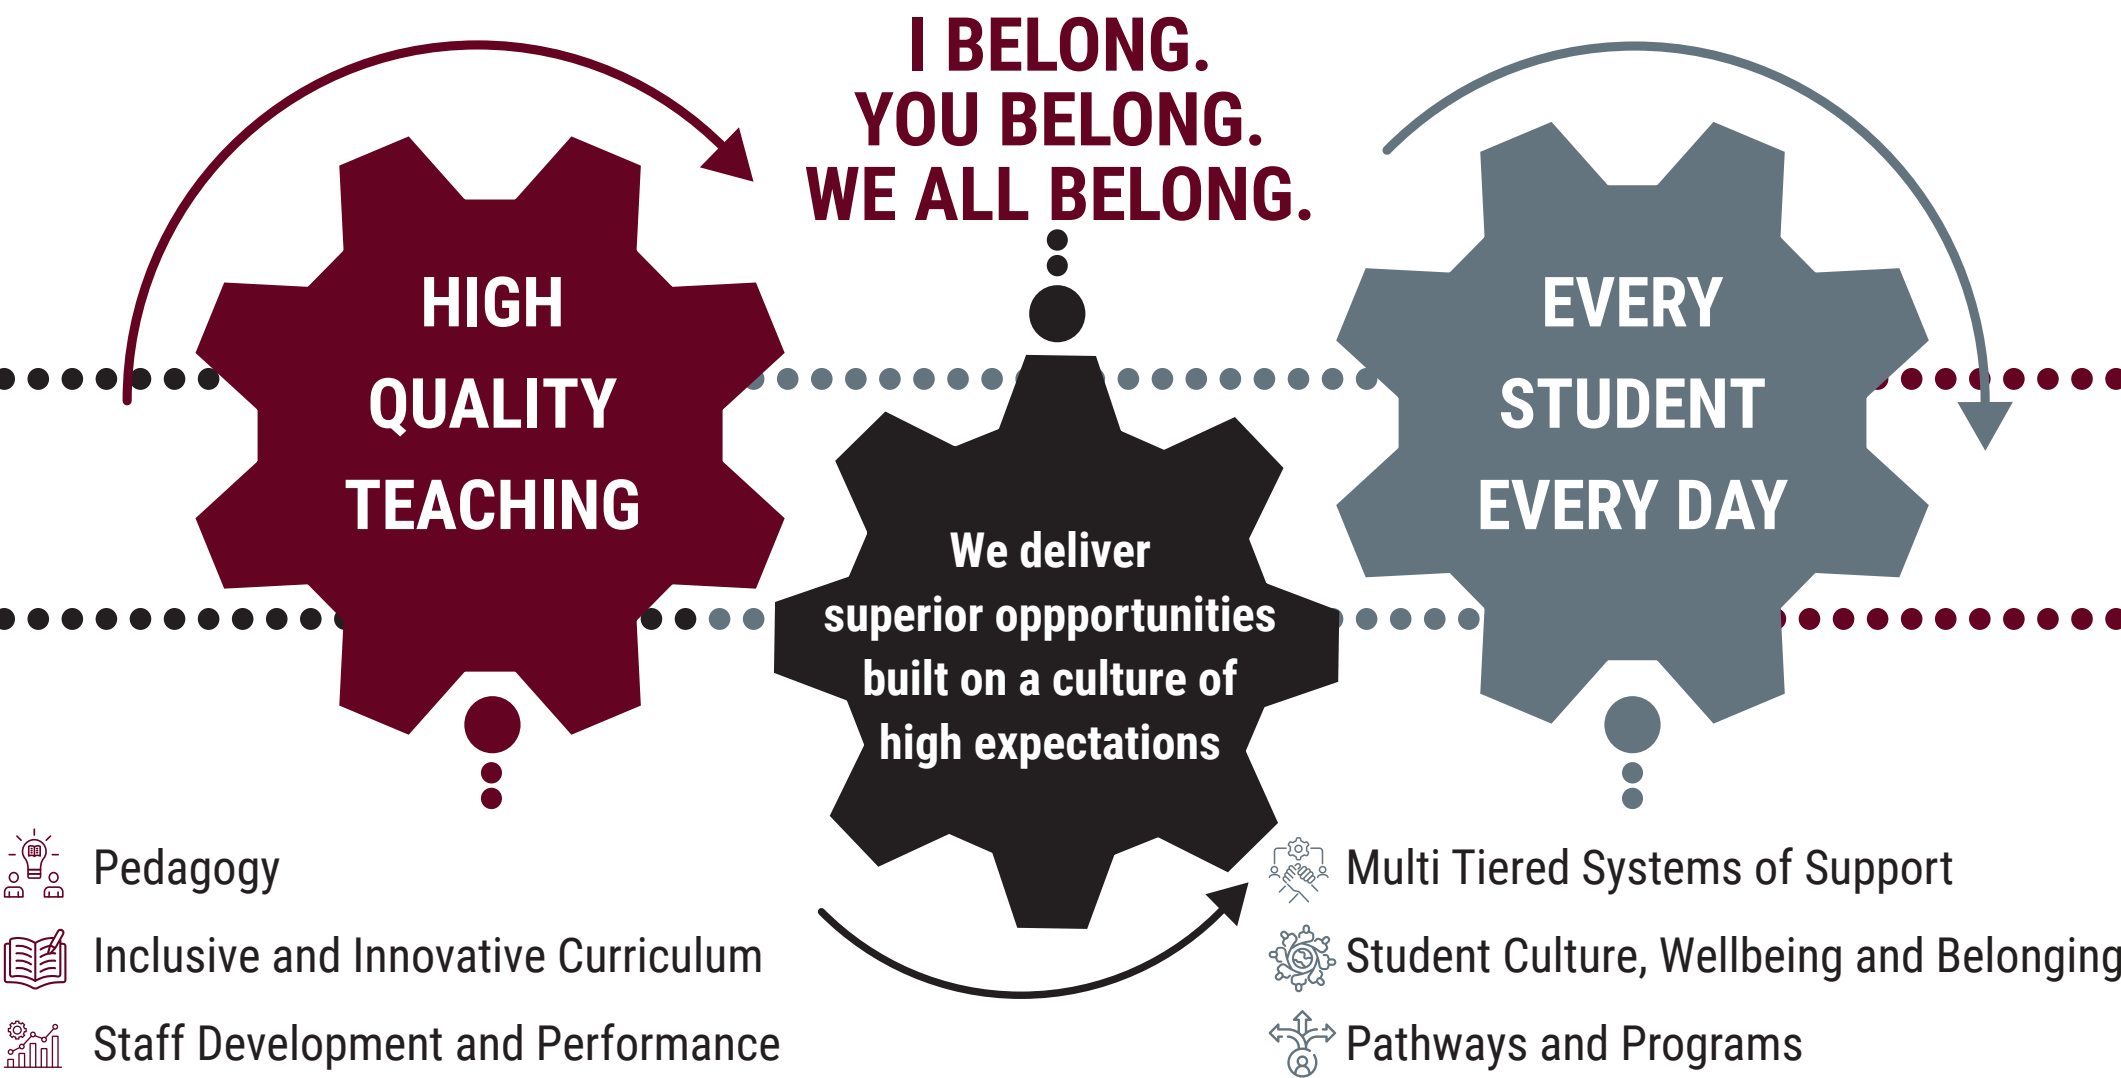 I BELONG.
YOU BELONG.
WE ALL BELONG.
HIGH
QUALITY
TEACHING
We deliver
superior oppportunities
built on a culture of
high expectations
EVERY
STUDENT
EVERY DAY
Pedagogy
Inclusive and Innovative Curriculum
Staff Development and Performance
Multi Tiered Systems of Support
Student Culture, Wellbeing and Belonging
Pathways and Programs